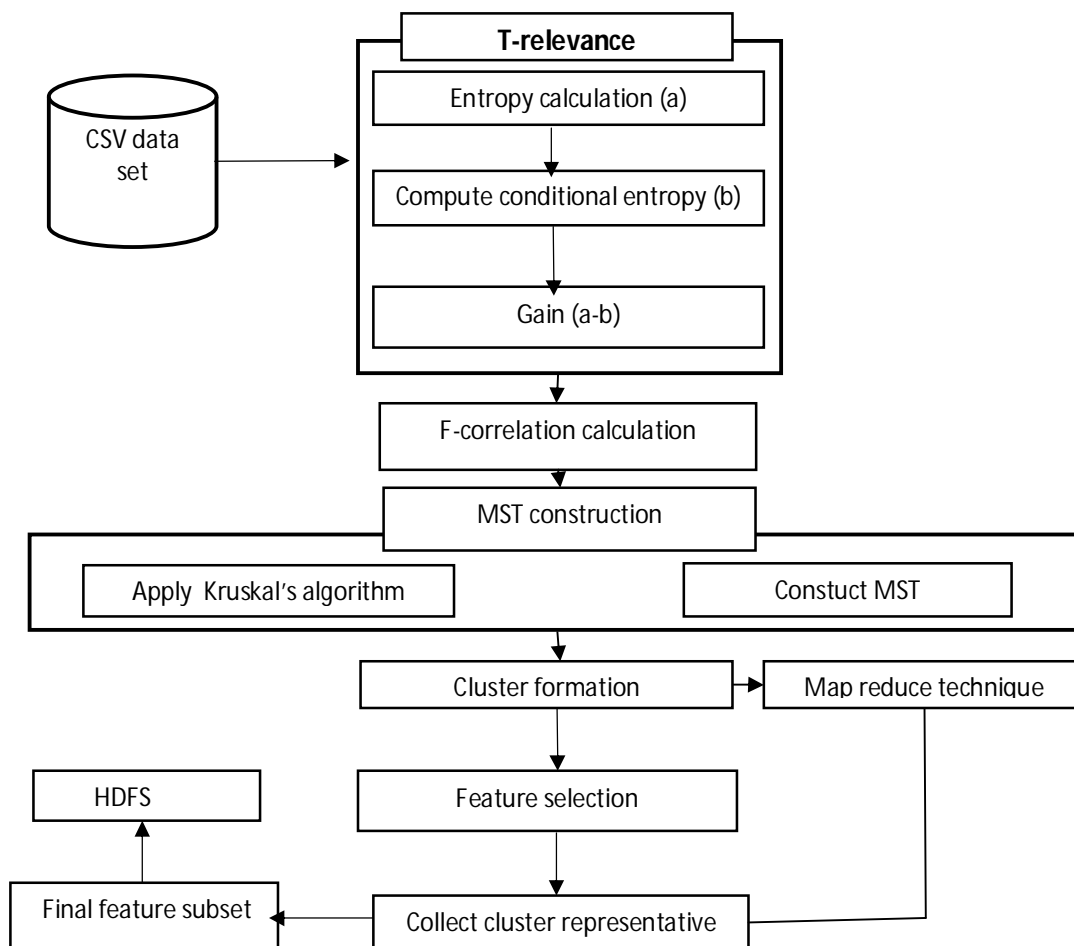 T-relevance
Entropy calculation (a)
CSV data
set
Compute conditional entropy (b)
Gain (a-b)
F-correlation calculation
MST construction
Apply Kruskal's algorithm
Constuct MST
Cluster formation
Map reduce technique
HDFS
Feature selection
Final feature subset
Collect cluster representative